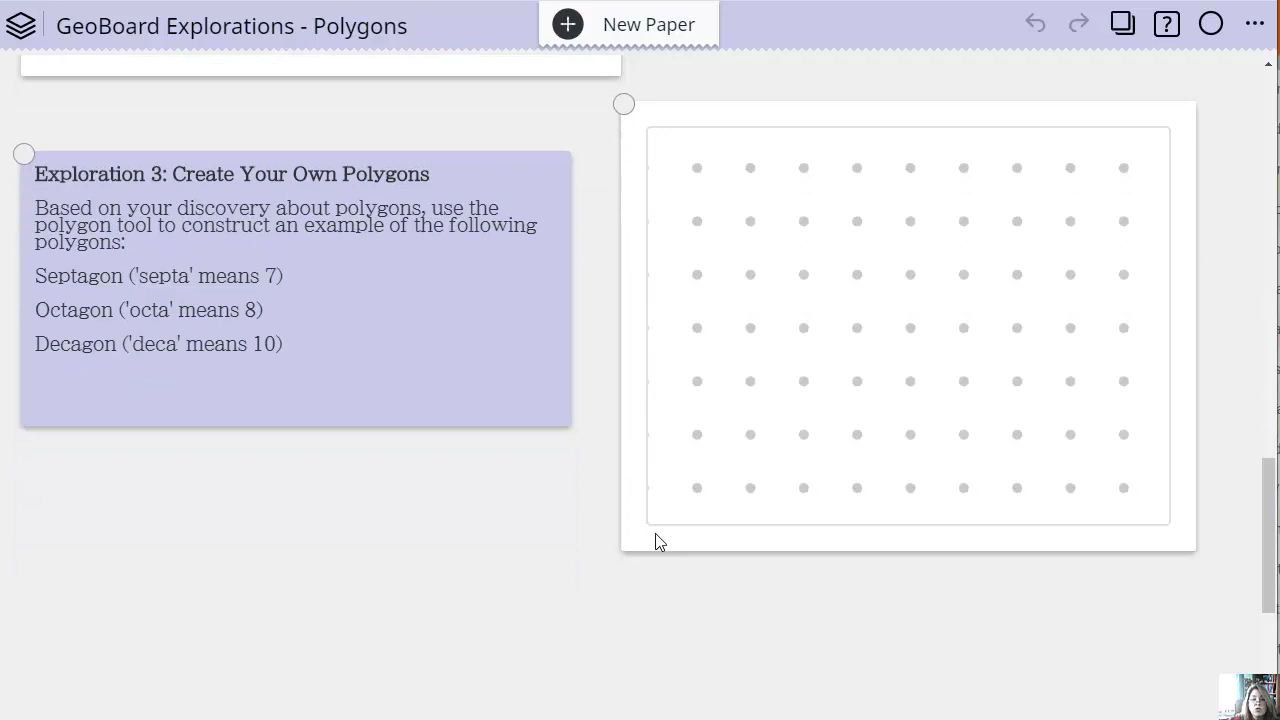 GeoBoard Explorations - Polygons
New Paper
Exploration 3: Create Your Own Polygons
Based on your discovery about polygons, use the
polygon tool to construct an example of the following
polygons:
Septagon ('septa' means 7)
Octagon ('octa' means 8)
Decagon ('deca' means 10)